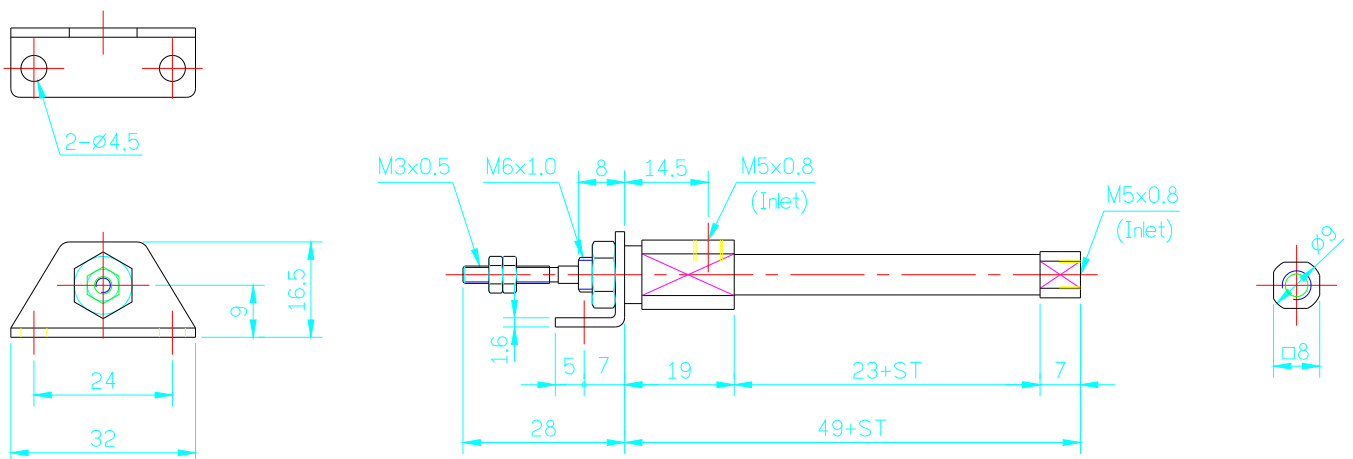 2-Ø4.5
M3x0.5
M6x1.0
8
14.5
M5x0.8
(Inlet)
M5x0.8
(Inlet)
Ø9
16.5
9
1.6
5
7
19
23+ST
7
□8
24
28
49+ST
32